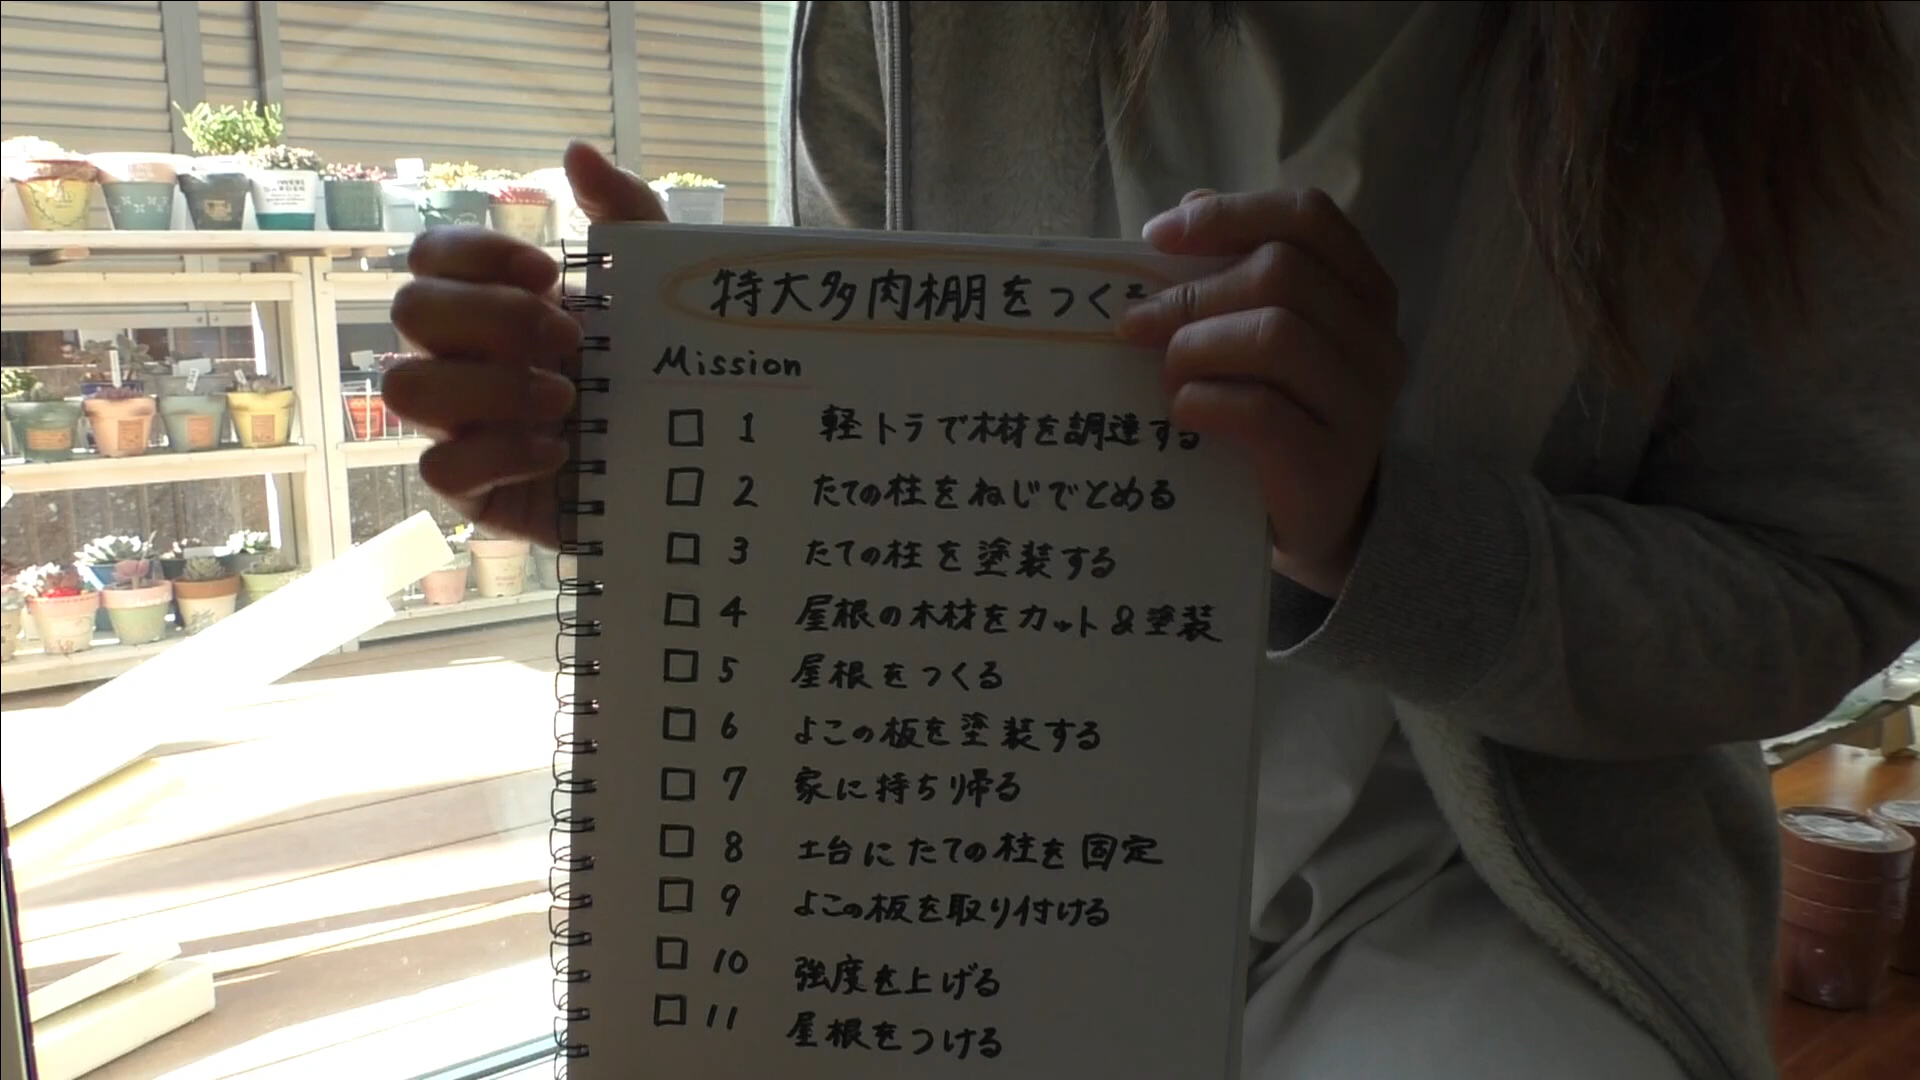 特大多肉棚をつく
Mission
□ 1 軽トラで木材を調達する
□ 2 たての柱をねじでとめる
□ 3 たての柱を塗装する
□ 4 屋根の木材をカット&塗装
□ 5 屋根をつくる
□ 6 よこの板を塗装する
□ 7 家に持ち帰る
□ 8 土台にたての柱を固定
□ 9 よこの板を取り付ける
□ 10 強度を上げる
□ 11 屋根をつける